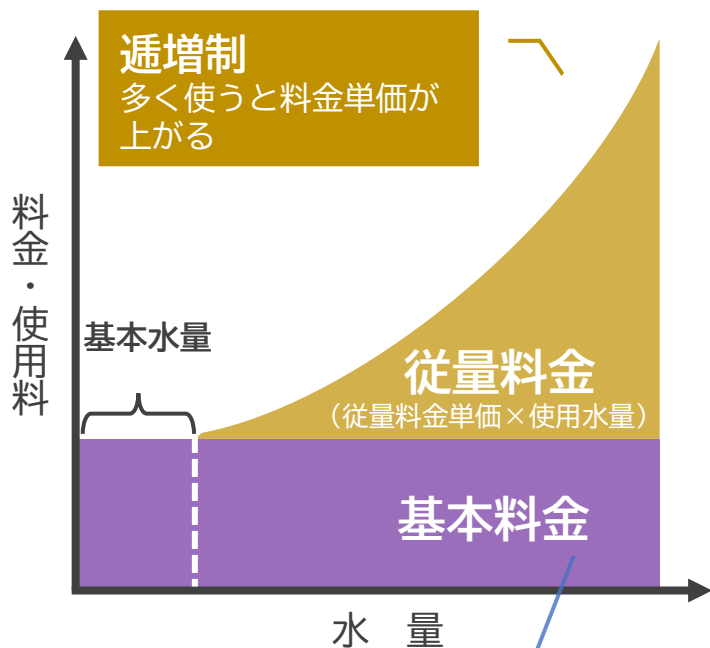 逓増制
多く使うと料金単価が
上がる
料金・使用料
基本水量
従量料金
（従量料金単価×使用水量）
基本料金
水 量